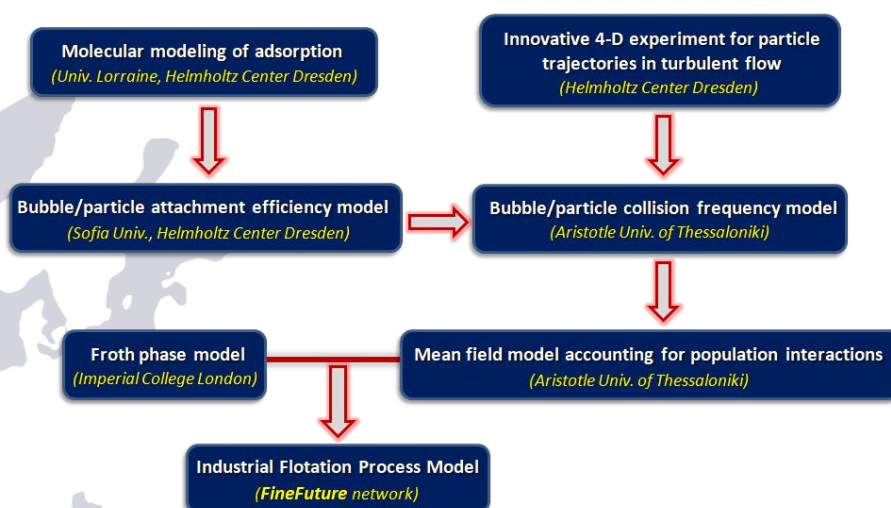 Molecular modeling of adsorption
(Univ. Lorraine, Helmholtz Center Dresden)
Innovative 4-D experiment for particle
trajectories in turbulent flow
(Helmholtz Center Dresden)
Bubble/particle attachment efficiency model
(Sofia Univ., Helmholtz Center Dresden)
Bubble/particle collision frequency model
(Aristotle Univ. of Thessaloniki)
Froth phase model
(Imperial College London)
Mean field model accounting for population interactions
(Aristotle Univ. of Thessaloniki)
Industrial Flotation Process Model
(FineFuture network)